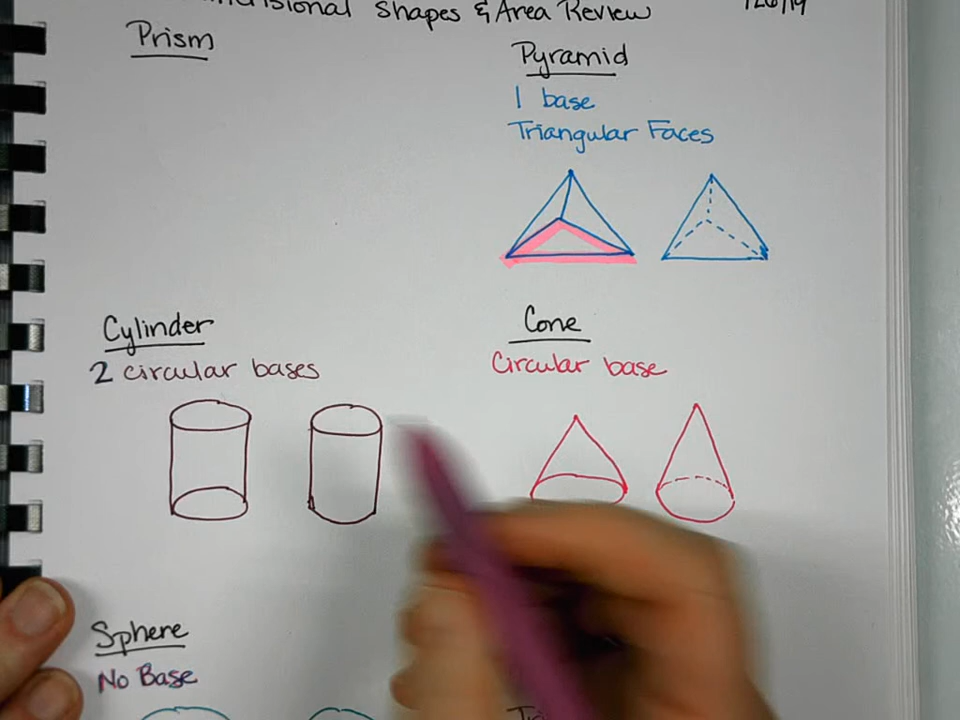 Shapes & Area Review
Prism
Pyramid
1 base
Triangular Faces
Cylinder
2 circular bases
Cone
Circular base
Sphere
No Base